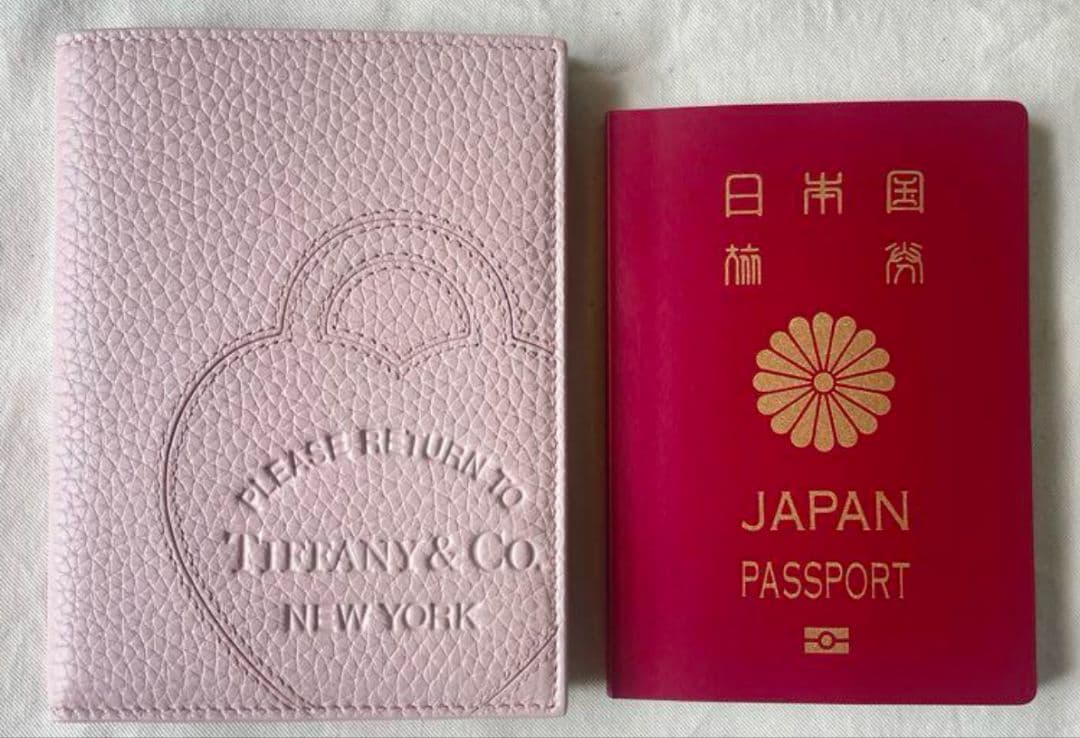 PLEASE RETURN TO
TIFFANY & CO.
NEW YORK
日本国
旅券
JAPAN
PASSPORT